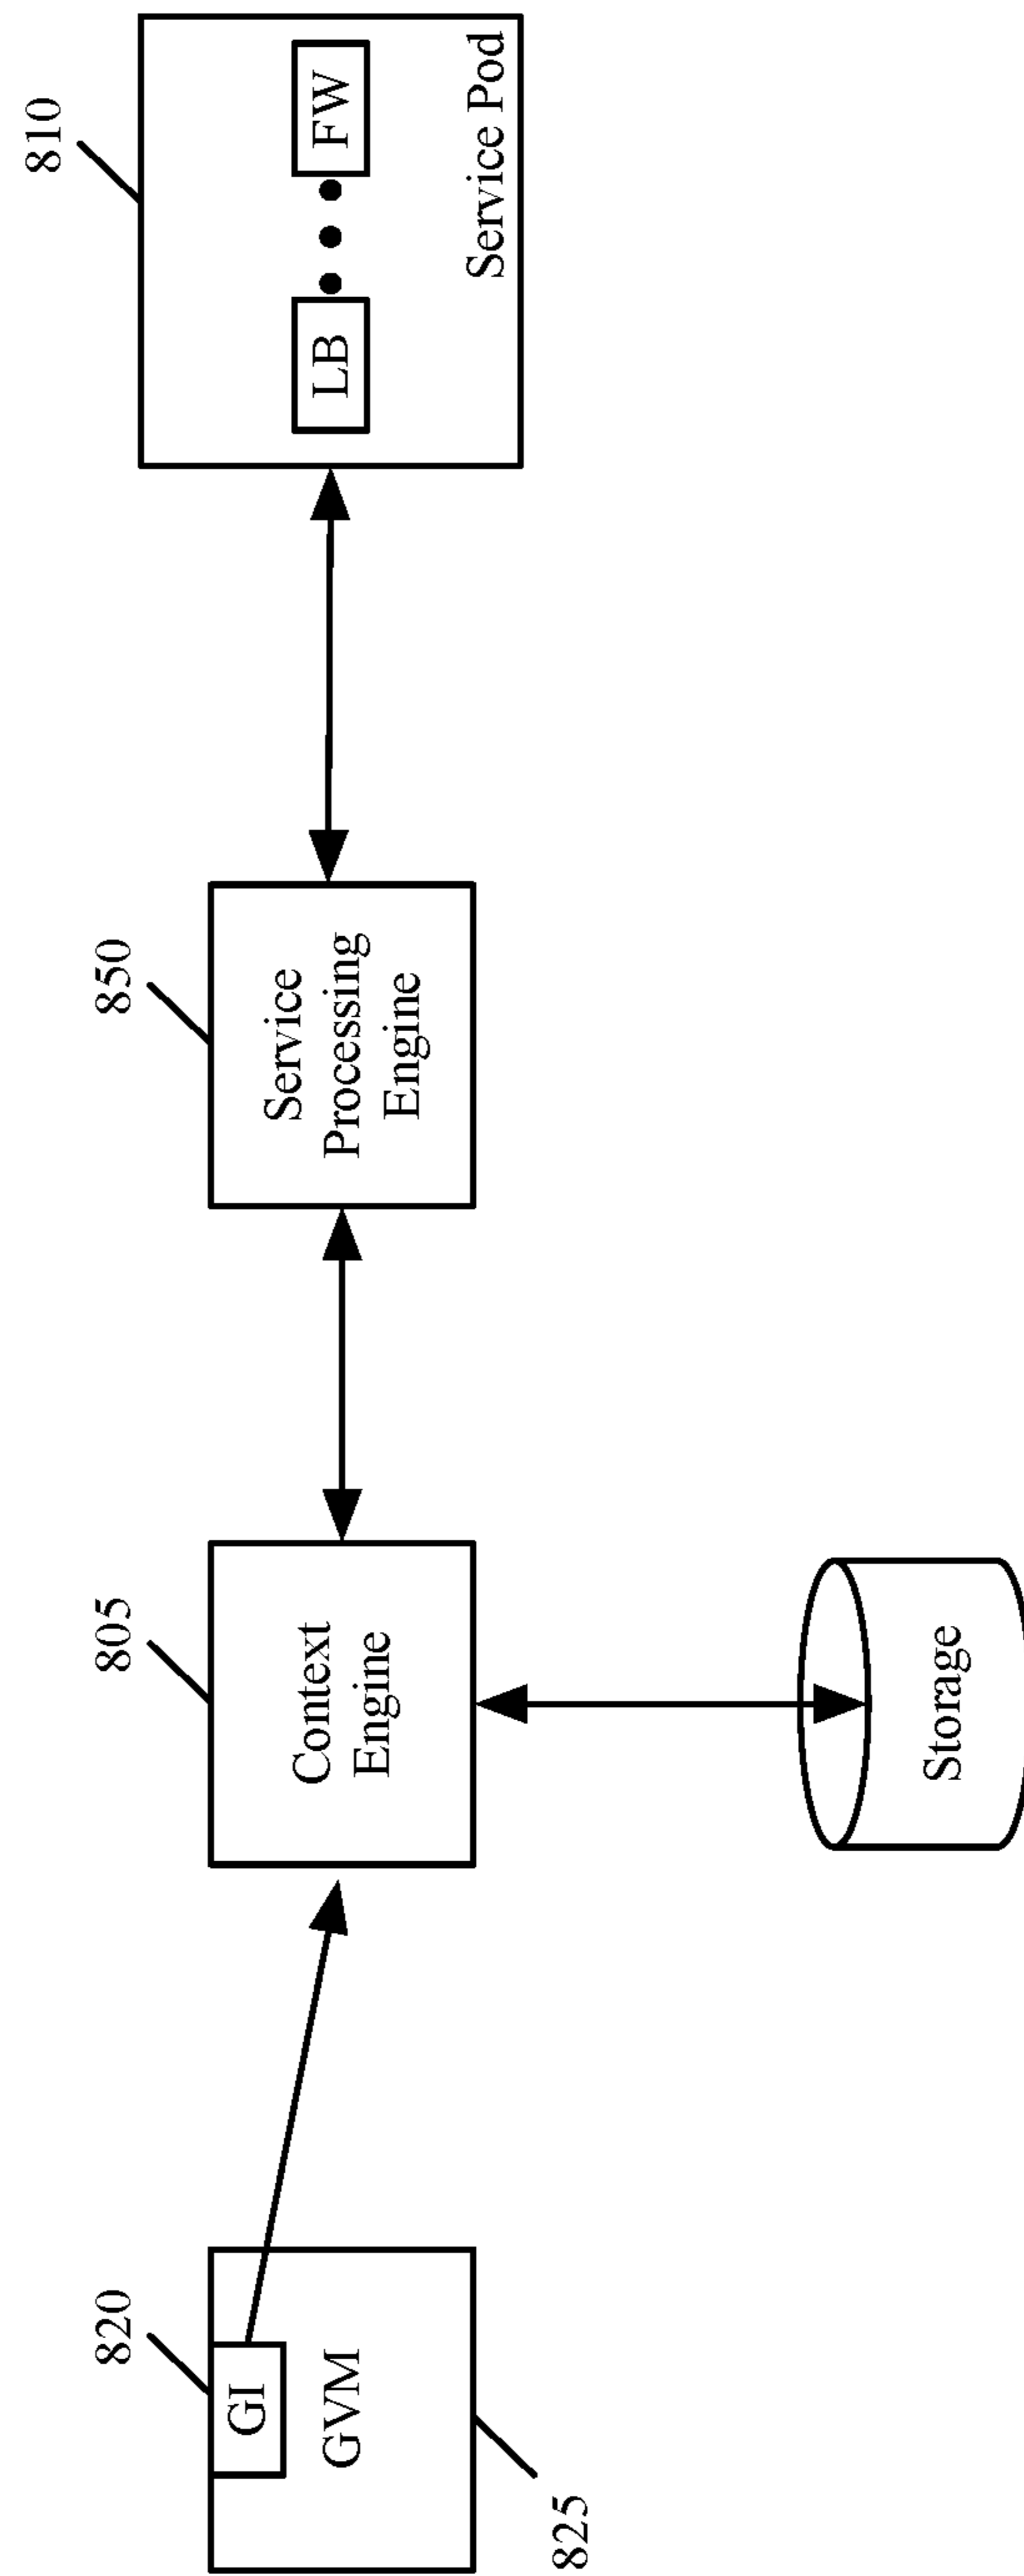 820
GI
GVM
825
805
Context
Engine
Storage
850
Service
Processing
Engine
810
LB
FW
Service Pod